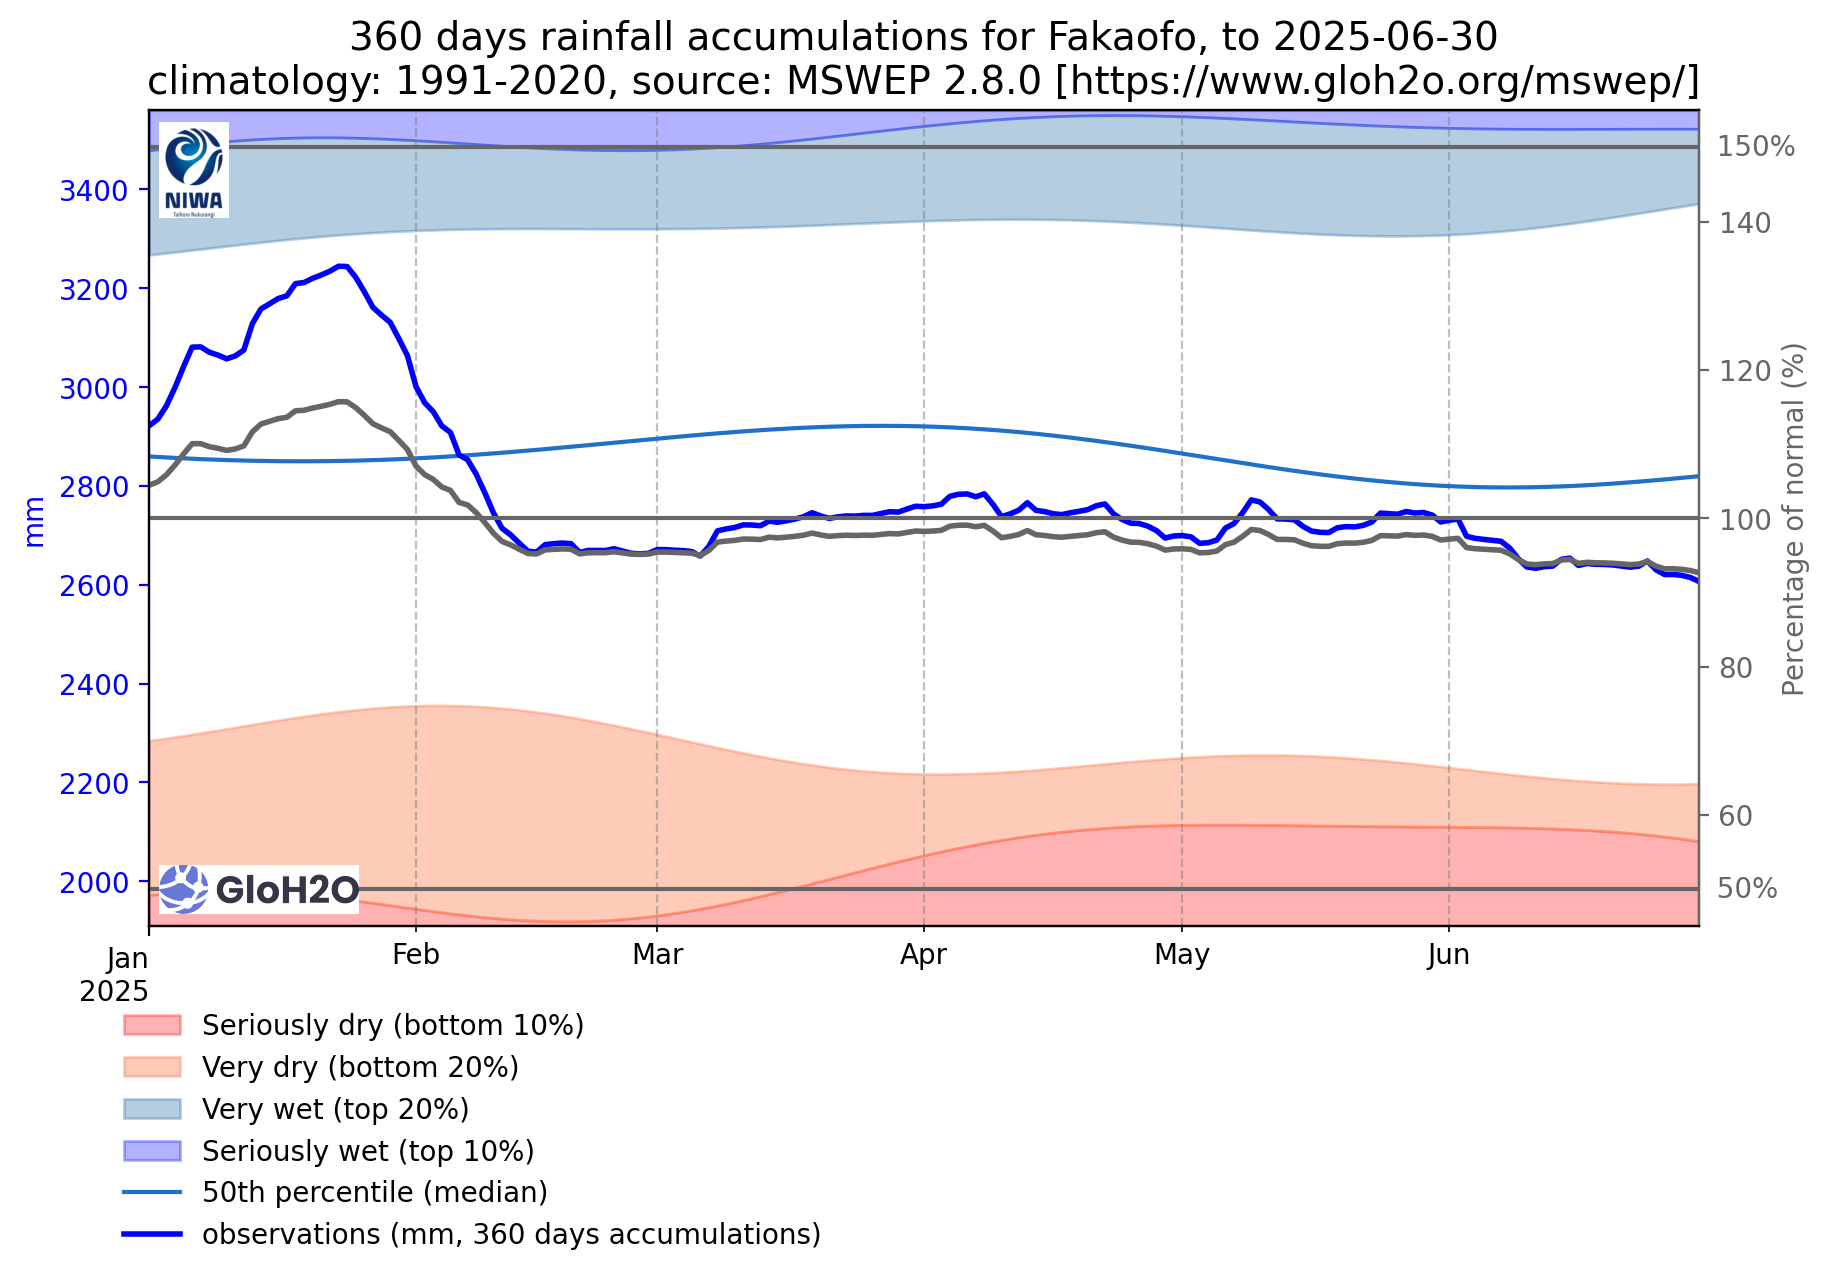 360 days rainfall accumulations for Fakaofo, to 2025-06-30
climatology: 1991-2020, source: MSWEP 2.8.0 [https://www.gloh2o.org/mswep/]
NIWA
Taihoro Nukurangi
3400
3200
3000
2800
2600
2400
2200
2000
mm
150%
140
120
100
80
60
50%
Percentage of normal (%)
GloH2O
Jan
2025
Feb
Mar
Apr
May
Jun
Seriously dry (bottom 10%)
Very dry (bottom 20%)
Very wet (top 20%)
Seriously wet (top 10%)
50th percentile (median)
observations (mm, 360 days accumulations)